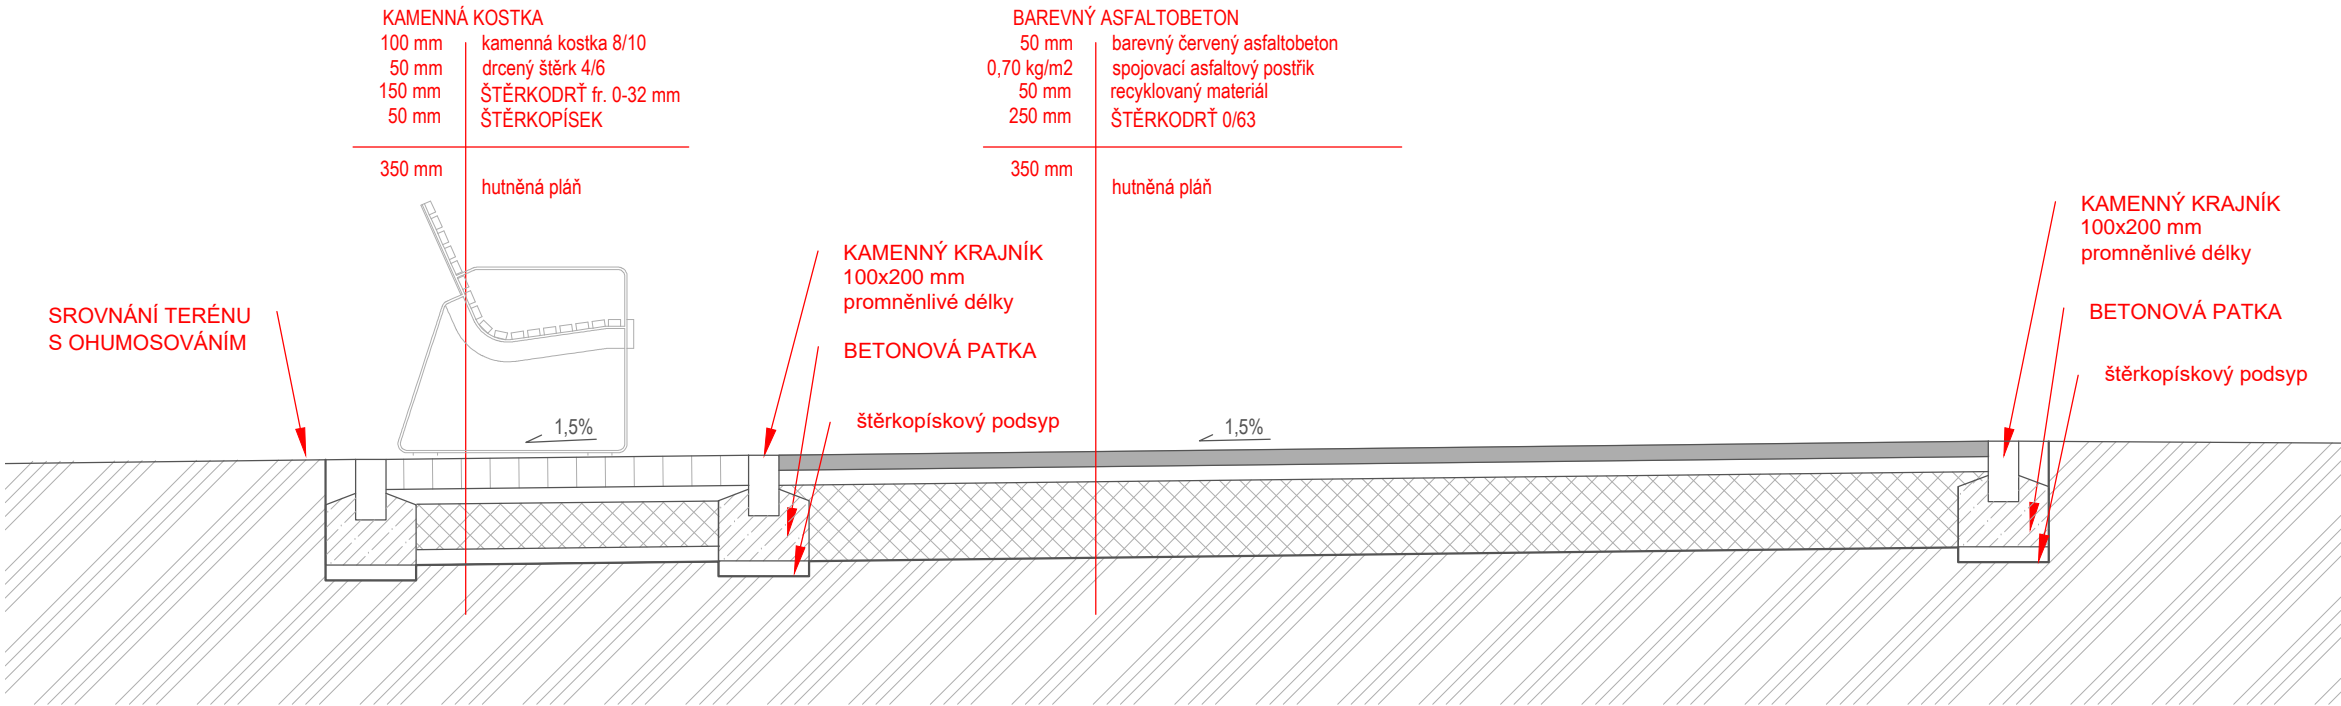 KAMENNÁ KOSTKA
100 mm kamenná kostka 8/10
50 mm drcený štěrk 4/6
150 mm ŠTĚRKODRŤ fr. 0-32 mm
50 mm ŠTĚRKOPÍSEK
350 mm
hutněná pláň
BAREVNÝ ASFALTOBETON
50 mm barevný červený asfaltobeton
0,70 kg/m2 spojovací asfaltový postřik
50 mm recyklovaný materiál
250 mm ŠTĚRKODRŤ 0/63
350 mm
hutněná pláň
SROVNÁNÍ TERÉNU
S OHUMOSOVÁNÍM
KAMENNÝ KRAJNÍK
100x200 mm
promněnlivé délky
BETONOVÁ PATKA
štěrkopískový podsyp
1,5%
1,5%
KAMENNÝ KRAJNÍK
100x200 mm
promněnlivé délky
BETONOVÁ PATKA
štěrkopískový podsyp